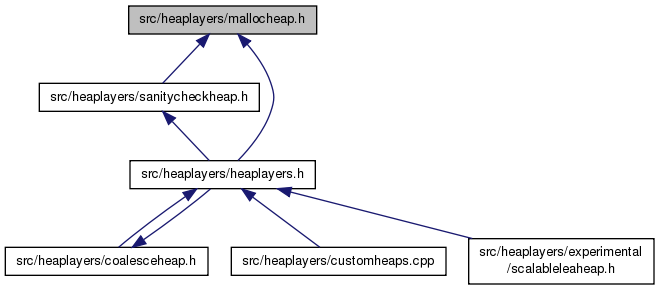 src/heaplayers/mallocheap.h
src/heaplayers/sanitycheckheap.h
src/heaplayers/heaplayers.h
src/heaplayers/coalesceheap.h
src/heaplayers/customheaps.cpp
src/heaplayers/experimental
/scalableleaheap.h